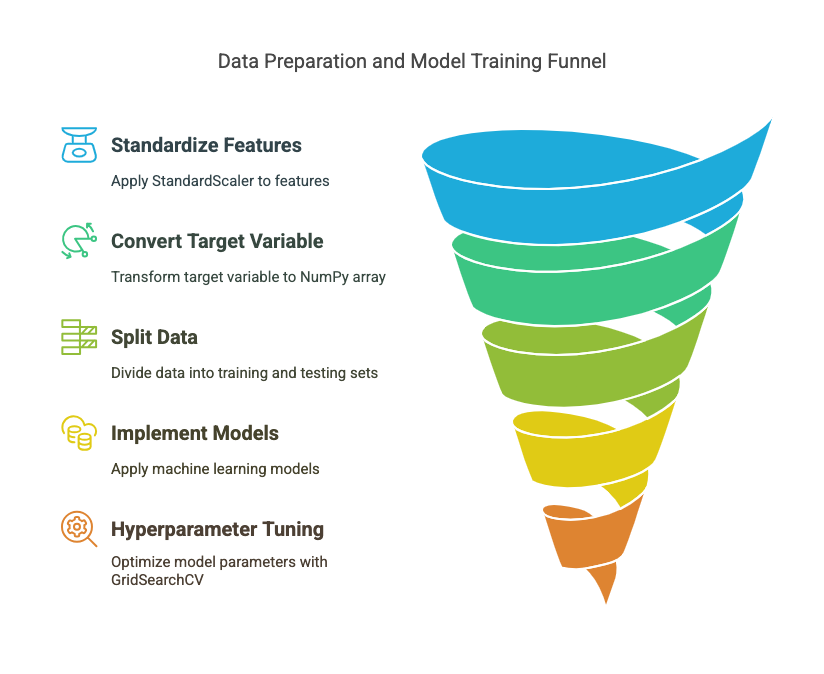 Data Preparation and Model Training Funnel
Standardize Features
Apply StandardScaler to features
Convert Target Variable
Transform target variable to NumPy array
Split Data
Divide data into training and testing sets
Implement Models
Apply machine learning models
Hyperparameter Tuning
Optimize model parameters with
GridSearchCV